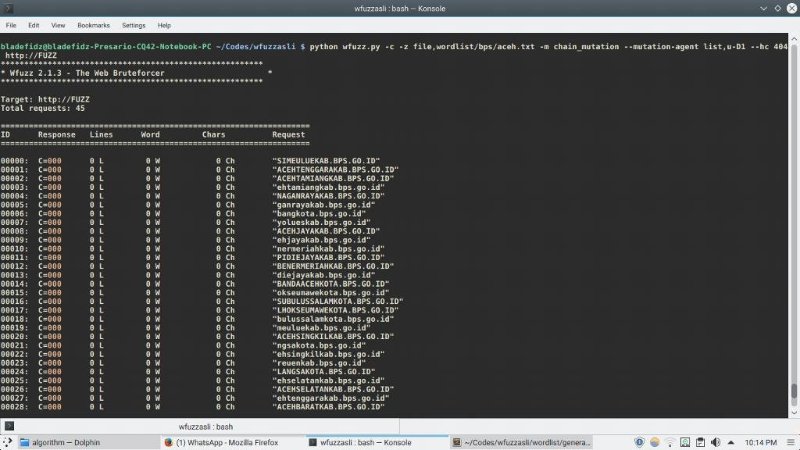 wfuzzasli : bash — Konsole
File Edit View Bookmarks Settings Help
bladefidz@bladefidz-Presario-CQ42-Notebook-PC ~/Codes/wfuzzasli $ python wfuzz.py -c -z file,wordlist/bps/aceh.txt -m chain_mutation --mutation-agent list,u-D1 --hc 404
http://FUZZ
********************************************************
* Wfuzz 2.1.3 - The Web Bruteforcer *
********************************************************
Target: http://FUZZ
Total requests: 45
==================================================================
ID Response Lines Word Chars Request
==================================================================
00000: C=000 0 L 0 W 0 Ch "SIMEULUEKAB.BPS.GO.ID"
00001: C=000 0 L 0 W 0 Ch "ACEHTENGGARAKAB.BPS.GO.ID"
00002: C=000 0 L 0 W 0 Ch "ACEHTAMIANGKAB.BPS.GO.ID"
00003: C=000 0 L 0 W 0 Ch "ehtamiangkab.bps.go.id"
00004: C=000 0 L 0 W 0 Ch "NAGANRAYAKAB.BPS.GO.ID"
00005: C=000 0 L 0 W 0 Ch "ganrayakab.bps.go.id"
00006: C=000 0 L 0 W 0 Ch "bangkota.bps.go.id"
00007: C=000 0 L 0 W 0 Ch "yolueskab.bps.go.id"
00008: C=000 0 L 0 W 0 Ch "ACEHJAYAKAB.BPS.GO.ID"
00009: C=000 0 L 0 W 0 Ch "ehjayakab.bps.go.id"
00010: C=000 0 L 0 W 0 Ch "nermeriahkab.bps.go.id"
00011: C=000 0 L 0 W 0 Ch "PIDIEJAYAKAB.BPS.GO.ID"
00012: C=000 0 L 0 W 0 Ch "BENERMERIAHKAB.BPS.GO.ID"
00013: C=000 0 L 0 W 0 Ch "diejayakab.bps.go.id"
00014: C=000 0 L 0 W 0 Ch "BANDAACEHKOTA.BPS.GO.ID"
00015: C=000 0 L 0 W 0 Ch "okseumawekota.bps.go.id"
00016: C=000 0 L 0 W 0 Ch "SUBULUSSALAMKOTA.BPS.GO.ID"
00017: C=000 0 L 0 W 0 Ch "LHOKSEUMAWEKOTA.BPS.GO.ID"
00018: C=000 0 L 0 W 0 Ch "bulussalamkota.bps.go.id"
00019: C=000 0 L 0 W 0 Ch "meuluekab.bps.go.id"
00020: C=000 0 L 0 W 0 Ch "ACEHSINGKILKAB.BPS.GO.ID"
00021: C=000 0 L 0 W 0 Ch "ngsakota.bps.go.id"
00022: C=000 0 L 0 W 0 Ch "ehsingkilkab.bps.go.id"
00023: C=000 0 L 0 W 0 Ch "reuenkab.bps.go.id"
00024: C=000 0 L 0 W 0 Ch "LANGSAKOTA.BPS.GO.ID"
00025: C=000 0 L 0 W 0 Ch "ehselatankab.bps.go.id"
00026: C=000 0 L 0 W 0 Ch "ACEHSELATANKAB.BPS.GO.ID"
00027: C=000 0 L 0 W 0 Ch "ehtenggarakab.bps.go.id"
00028: C=000 0 L 0 W 0 Ch "ACEHBARATKAB.BPS.GO.ID"
wfuzzasli : bash
algorithm — Dolphin (1) WhatsApp - Mozilla Firefox wfuzzasli : bash — Konsole ~/Codes/wfuzzasli/wordlist/genera... 10:14 PM